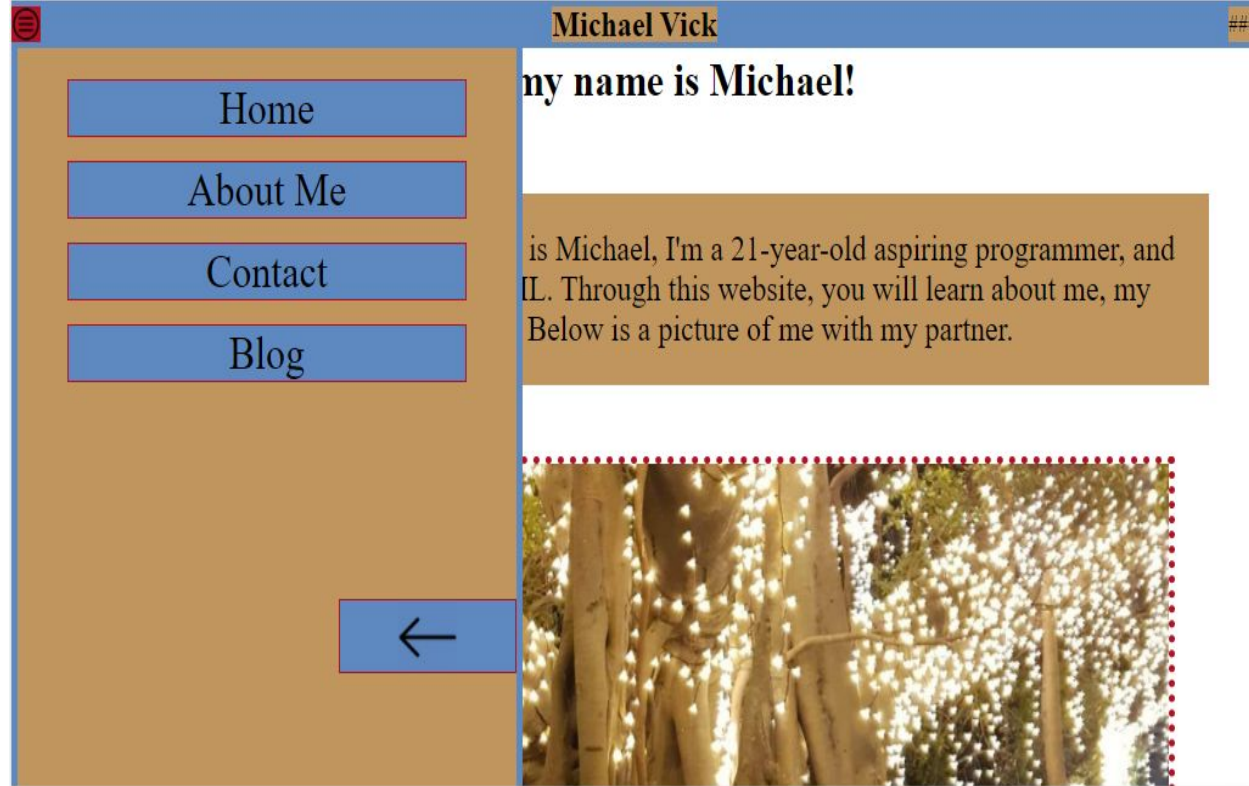 Michael Vick
##
Home
About Me
Contact
Blog
my name is Michael!
is Michael, I'm a 21-year-old aspiring programmer, and
Through this website, you will learn about me, my
Below is a picture of me with my partner.